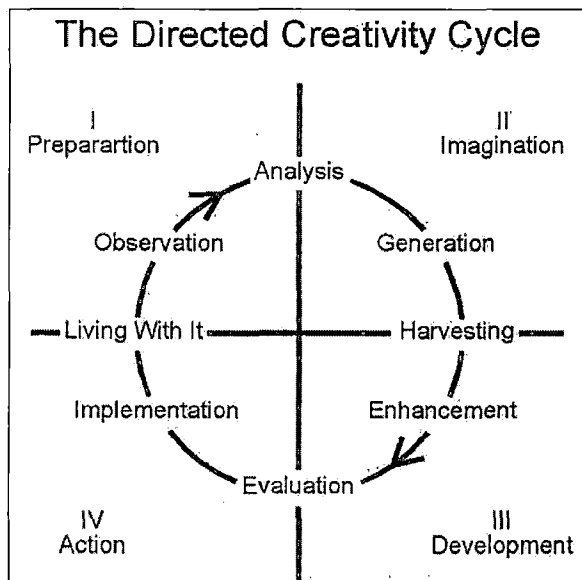 The Directed Creativity Cycle
I
Preparartion
II
Imagination
Analysis
Observation
Generation
Living With It
Harvesting
Implementation
Enhancement
Evaluation
IV
Action
III
Development